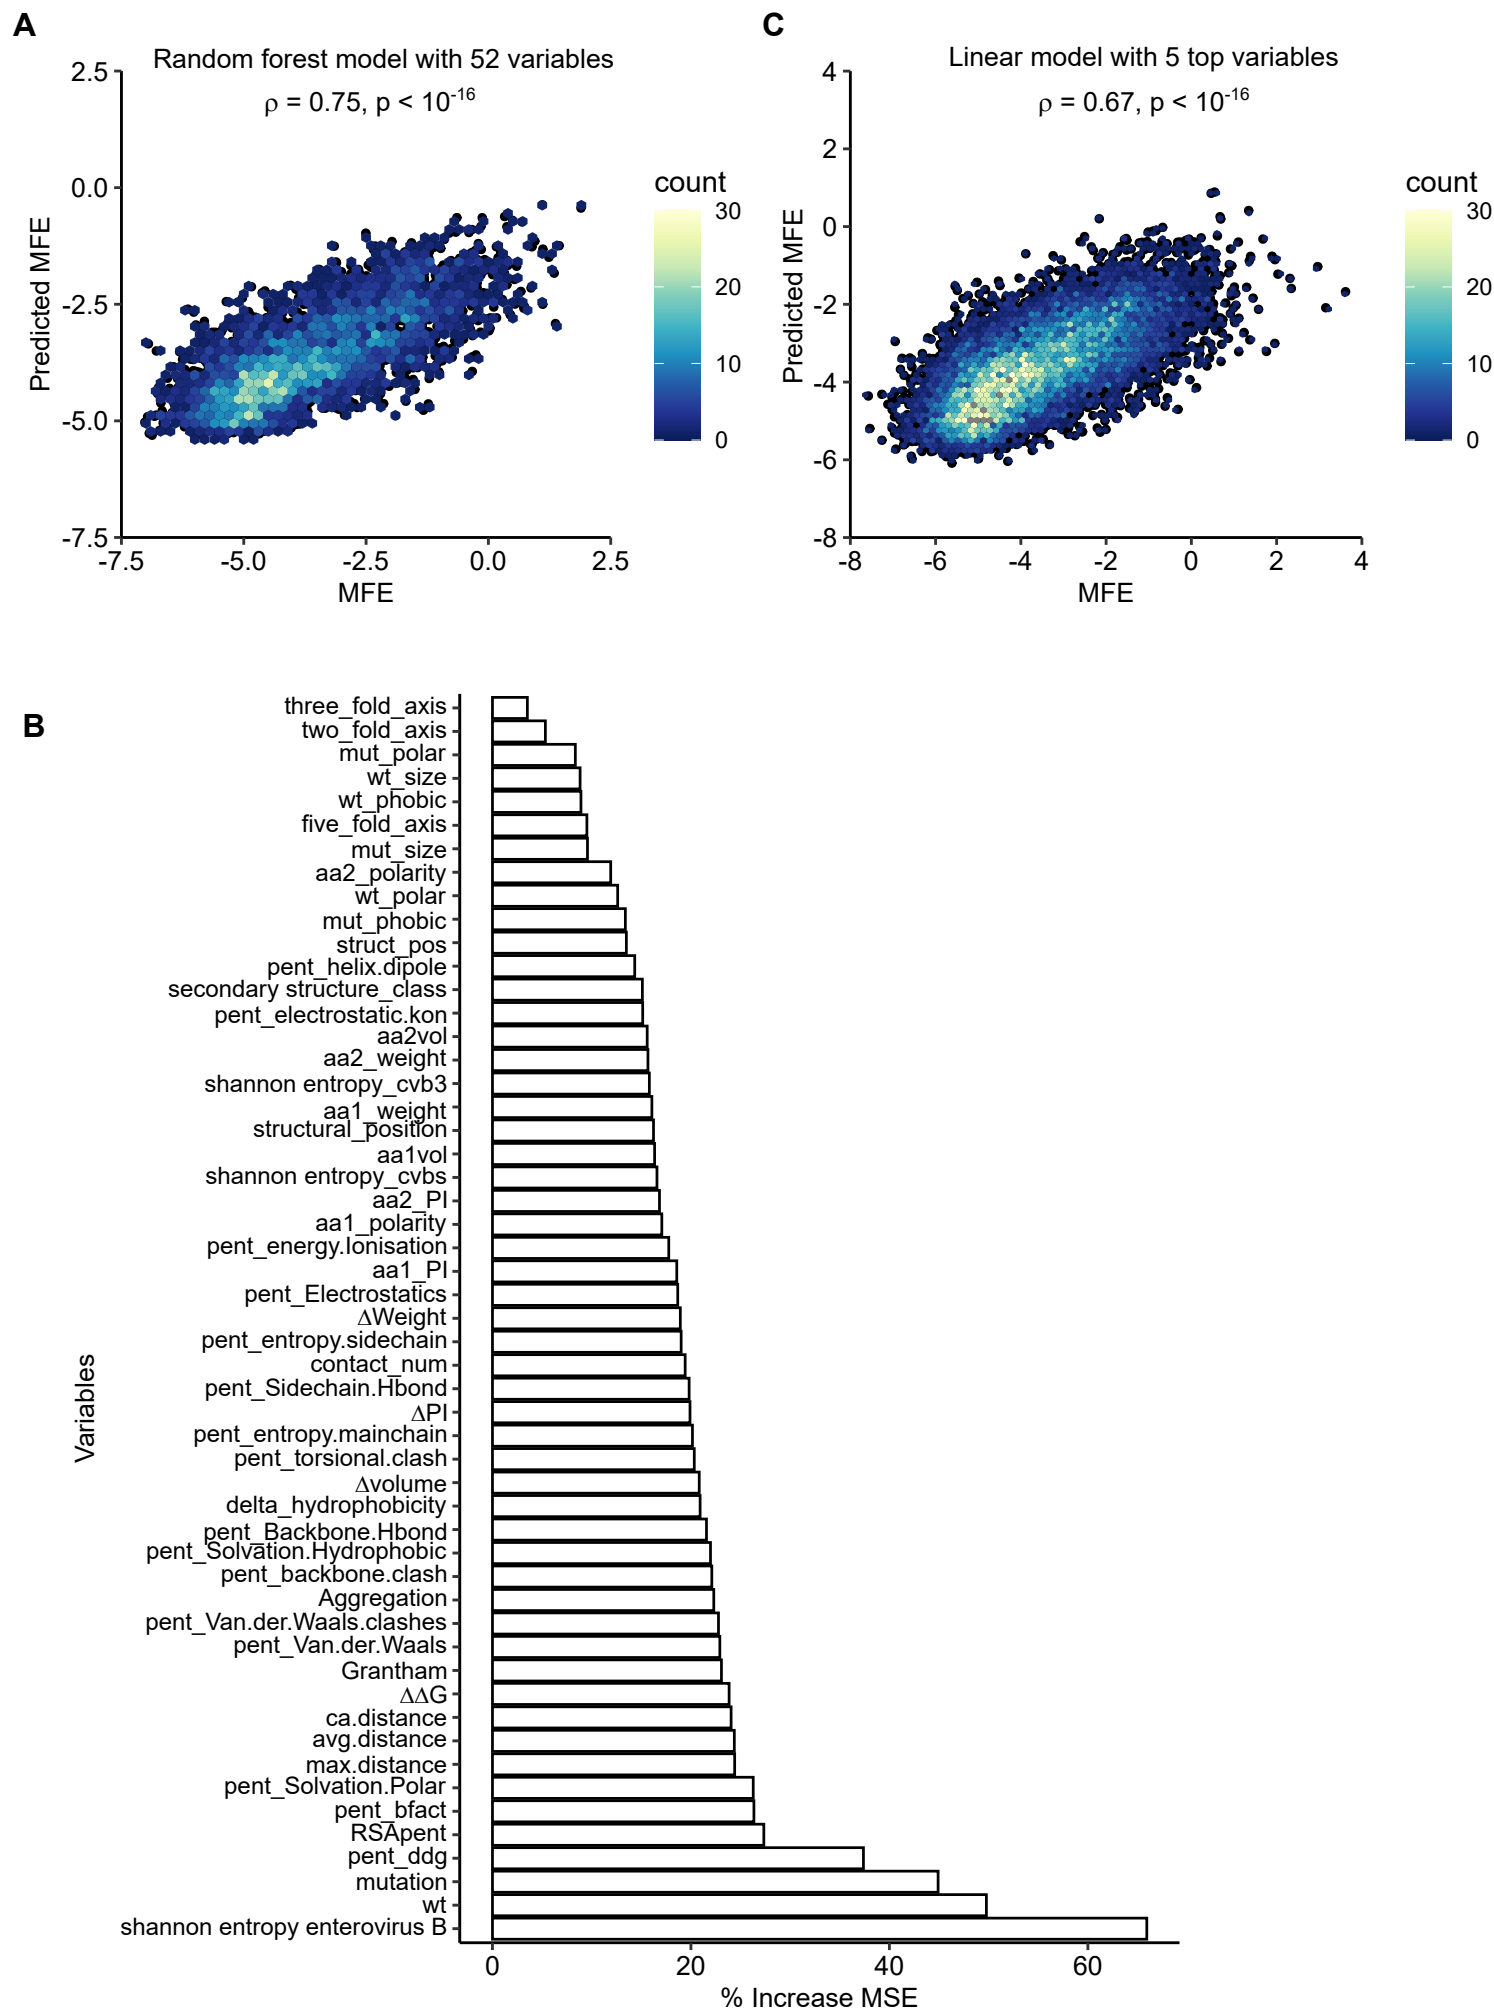 A
Random forest model with 52 variables
ρ = 0.75, p < 10-16
2.5
0.0
-2.5
-5.0
-7.5
Predicted MFE
-7.5 -5.0 -2.5 0.0 2.5
MFE
count
30
20
10
0
C
Linear model with 5 top variables
ρ = 0.67, p < 10-16
4
2
0
-2
-4
-6
-8
Predicted MFE
-8 -6 -4 -2 0 2 4
MFE
count
30
20
10
0
B
Variables
three_fold_axis
two_fold_axis
mut_polar
wt_size
wt_phobic
five_fold_axis
mut_size
aa2_polarity
wt_polar
mut_phobic
struct_pos
pent_helix.dipole
secondary structure_class
pent_electrostatic.kon
aa2vol
aa2_weight
shannon entropy_cvb3
aa1_weight
structural_position
aa1vol
shannon entropy_cvbs
aa2_PI
aa1_polarity
pent_energy.Ionisation
aa1_PI
pent_Electrostatics
ΔWeight
pent_entropy.sidechain
contact_num
pent_Sidechain.Hbond
ΔPI
pent_entropy.mainchain
pent_torsional.clash
Δvolume
delta_hydrophobicity
pent_Backbone.Hbond
pent_Solvation.Hydrophobic
pent_backbone.clash
Aggregation
pent_Van.der.Waals.clashes
pent_Van.der.Waals
Grantham
ΔΔG
ca.distance
avg.distance
max.distance
pent_Solvation.Polar
pent_bfact
RSApent
pent_ddg
mutation
wt
shannon entropy enterovirus B
0 20 40 60
% Increase MSE